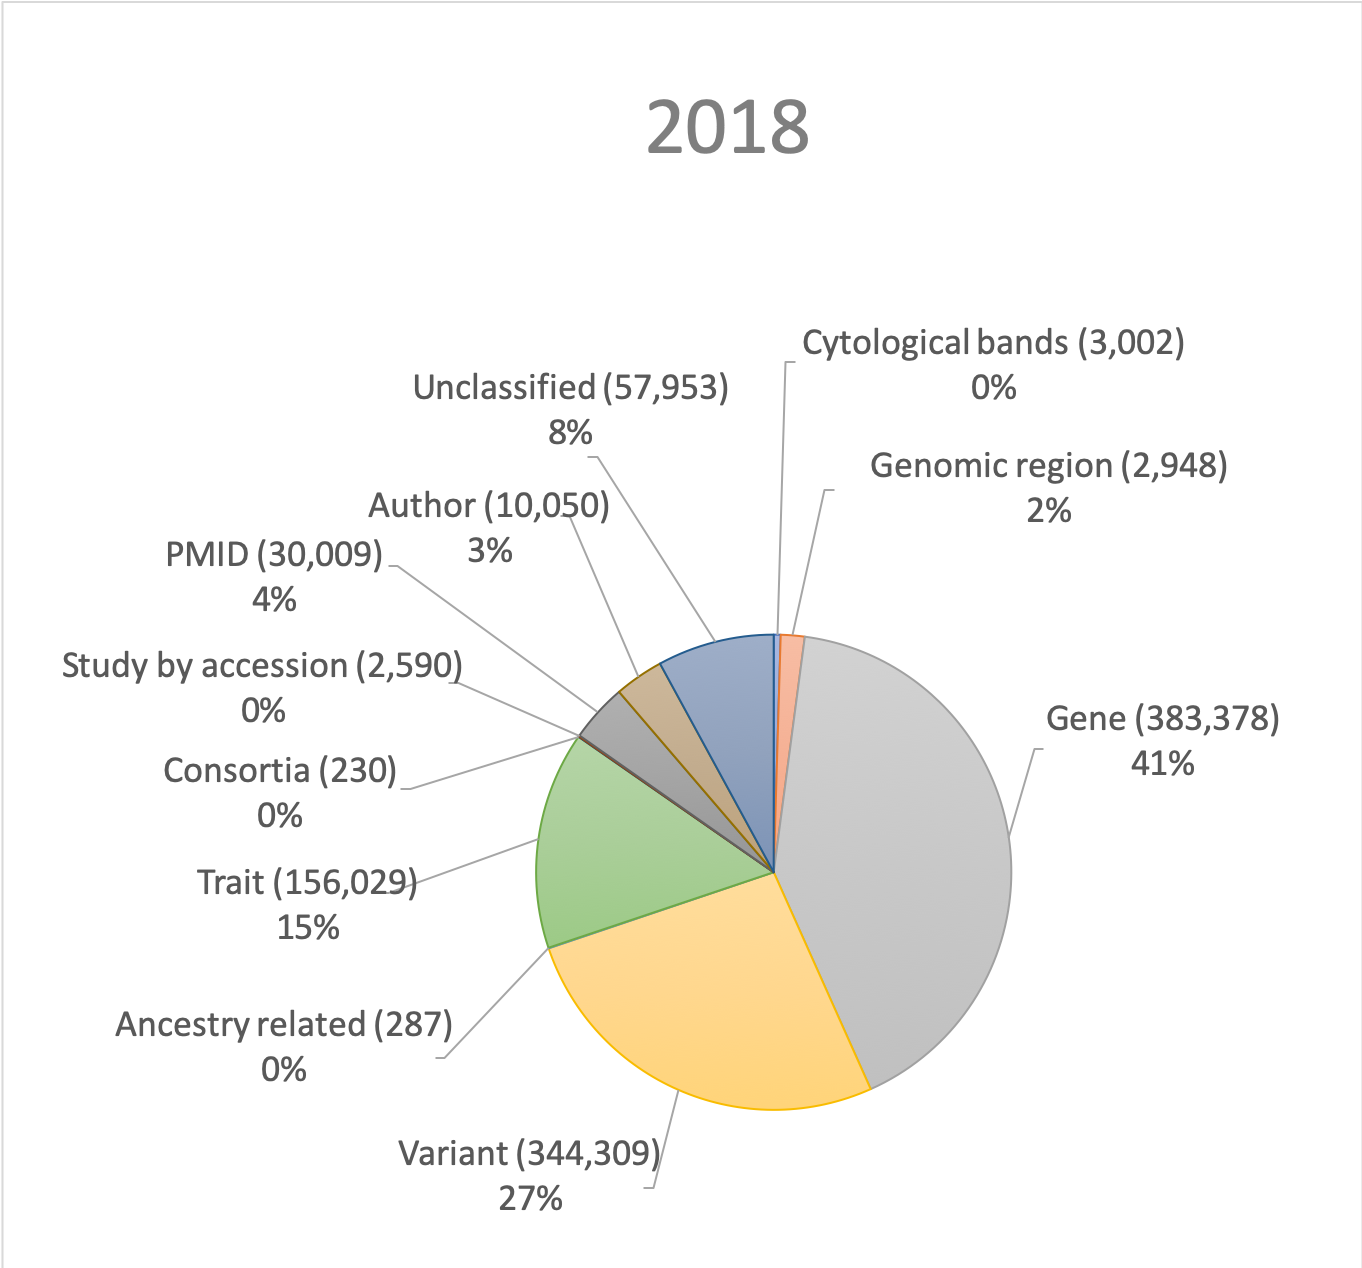 2018
Cytological bands (3,002)
0%
Unclassified (57,953)
8%
Genomic region (2,948)
2%
Author (10,050)
3%
PMID (30,009)
4%
Study by accession (2,590)
0%
Gene (383,378)
41%
Consortia (230)
0%
Trait (156,029)
15%
Ancestry related (287)
0%
Variant (344,309)
27%